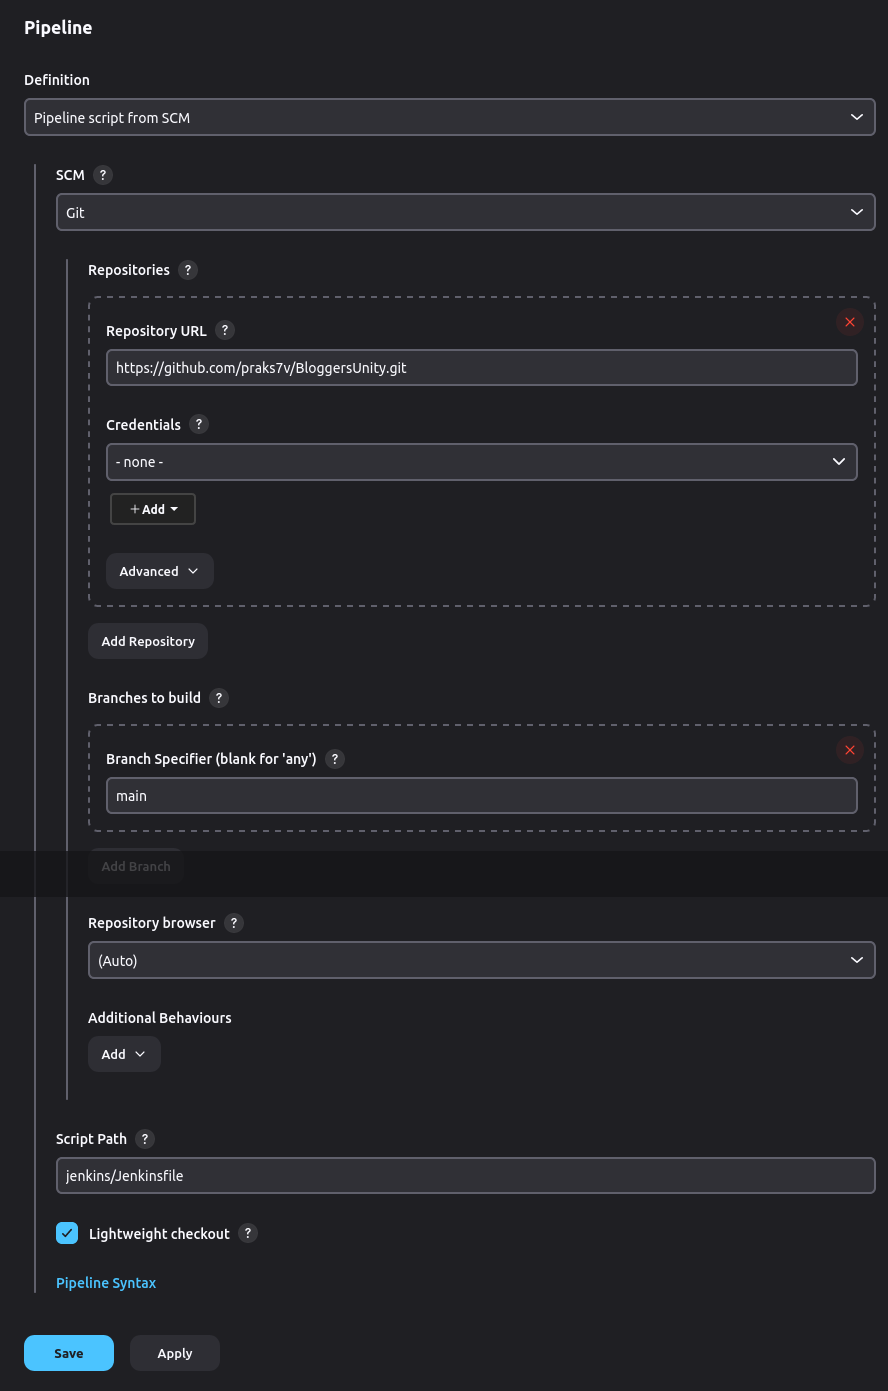 Pipeline
Definition
Pipeline script from SCM
SCM ?
Git
Repositories ?
Repository URL ?
https://github.com/praks7v/BloggersUnity.git
Credentials ?
- none -
+ Add
Advanced
Add Repository
Branches to build ?
Branch Specifier (blank for 'any') ?
main
Add Branch
Repository browser ?
(Auto)
Additional Behaviours
Add
Script Path ?
jenkins/Jenkinsfile
Lightweight checkout ?
Pipeline Syntax
Save Apply